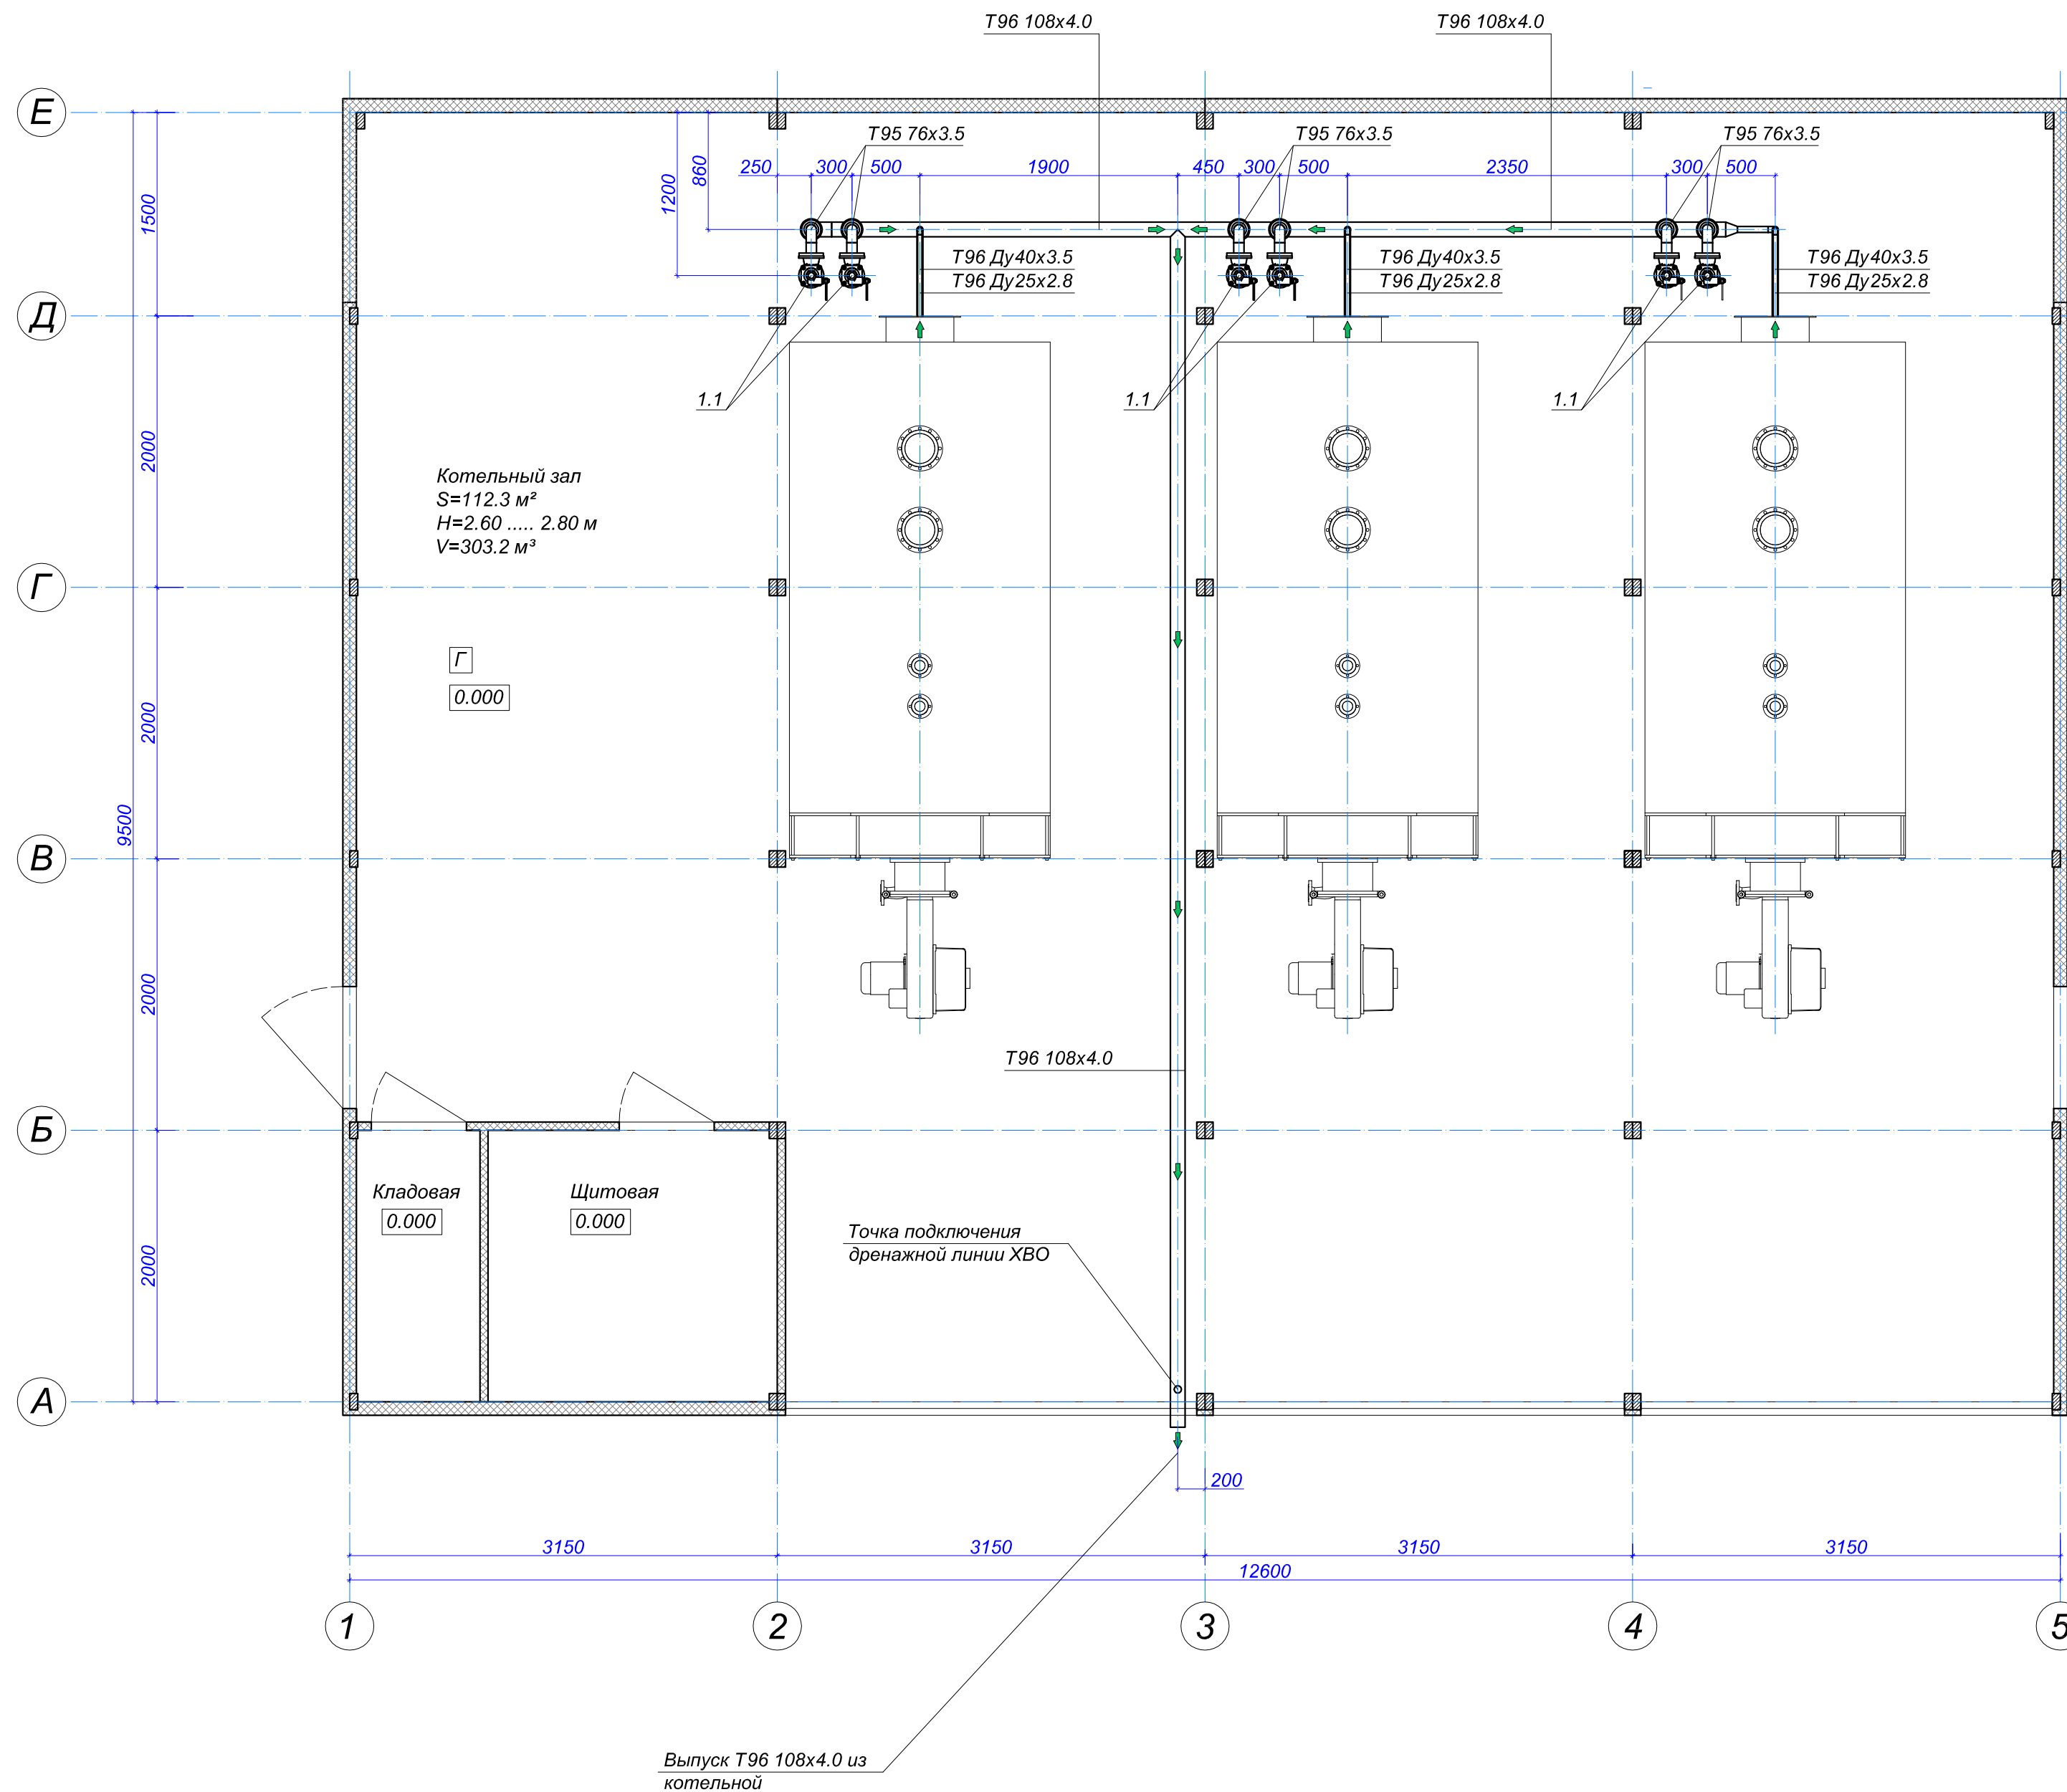 Т96 108х4.0
Т96 108х4.0
Е
Т95 76х3.5
Т95 76х3.5
Т95 76х3.5
250
300
500
1900
450
300
500
2350
300
500
860
1200
1500
Т96 Ду40х3.5
Т96 Ду25х2.8
Т96 Ду40х3.5
Т96 Ду25х2.8
Т96 Ду40х3.5
Т96 Ду25х2.8
Д
1.1
1.1
1.1
2000
Котельный зал
S=112.3 м²
H=2.60 ..... 2.80 м
V=303.2 м³
Г
Г
0.000
2000
9500
В
2000
Т96 108х4.0
Б
Кладовая
0.000
Щитовая
0.000
2000
Точка подключения
дренажной линии ХВО
А
200
3150
3150
3150
3150
12600
1
2
3
4
5
Выпуск Т96 108х4.0 из
котельной